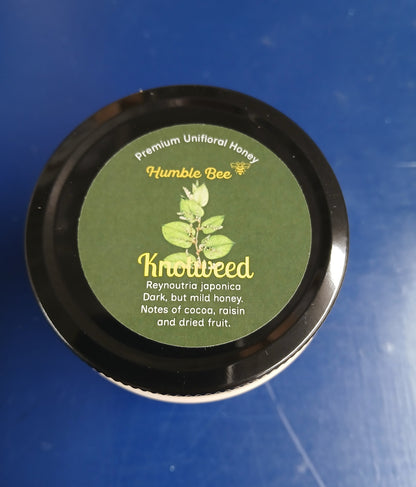 Premium Unifloral Honey
Humble Bee
Knotweed
Reynoutria japonica
Dark, but mild honey.
Notes of cocoa, raisin
and dried fruit.